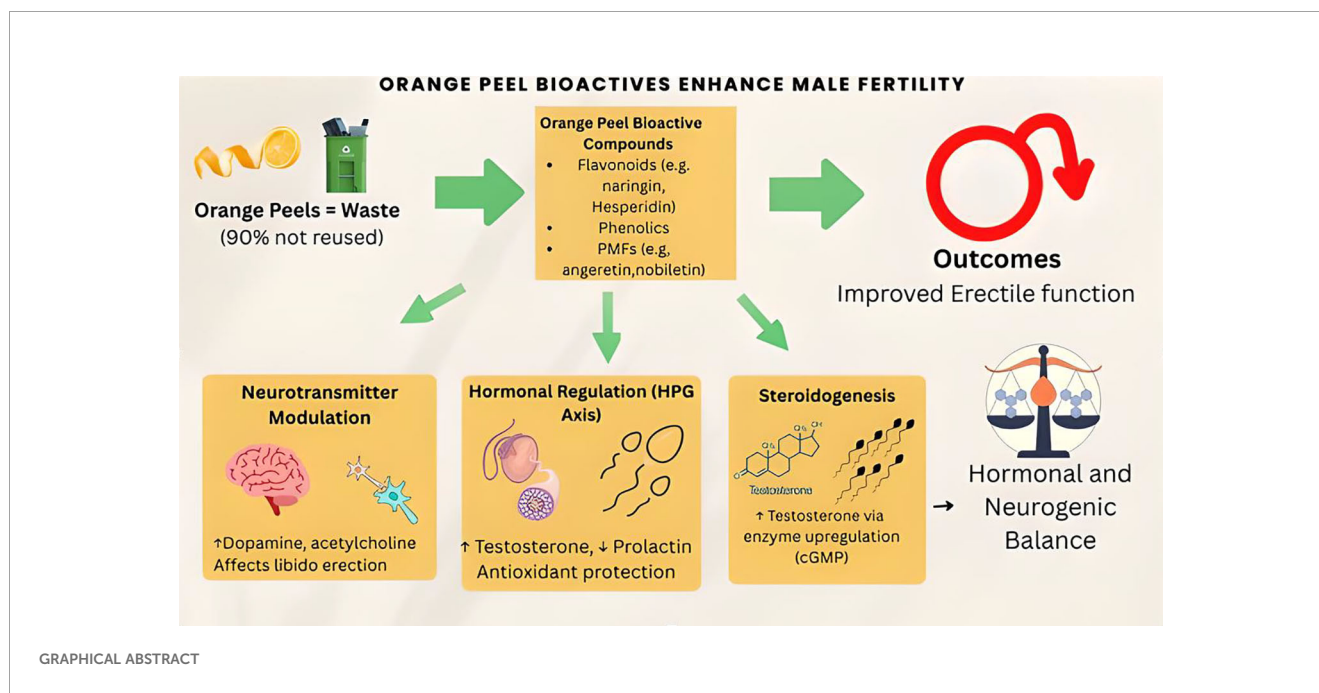 ORANGE PEEL BIOACTIVES ENHANCE MALE FERTILITY
Orange Peels = Waste
(90% not reused)
Orange Peel Bioactive
Compounds
• Flavonoids (e.g.
naringin,
Hesperidin)
• Phenolics
• PMFs (e.g,
angeretin,nobiletin)
Outcomes
Improved Erectile function
Neurotransmitter
Modulation
↑Dopamine, acetylcholine
Affects libido erection
Hormonal Regulation (HPG
Axis)
↑ Testosterone, ↓ Prolactin
Antioxidant protection
Steroidogenesis
↑ Testosterone via
enzyme upregulation
(cGMP)
→
Hormonal and
Neurogenic
Balance
GRAPHICAL ABSTRACT